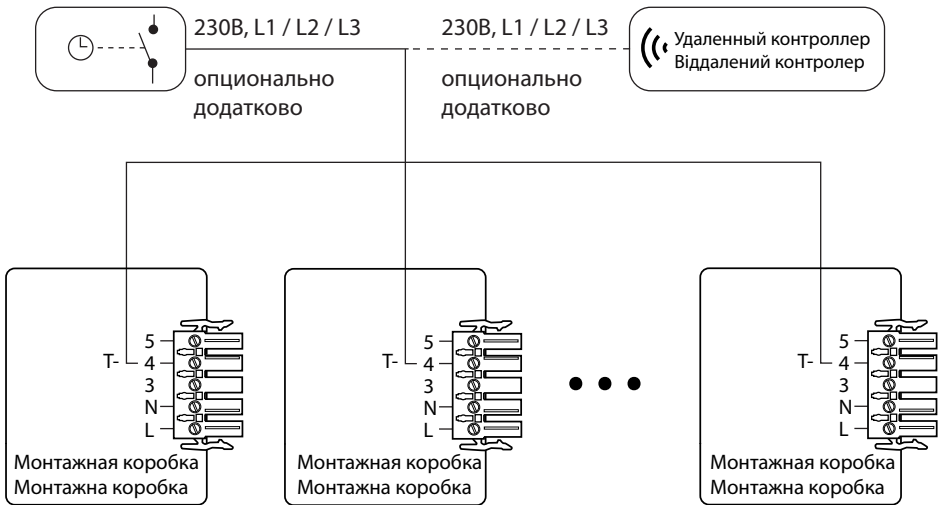 230В, L1 / L2 / L3
опционально
додатково
230В, L1 / L2 / L3
опционально
додатково
Удаленный контроллер
Віддалений контролер
5
T- 4
3
N
L
Монтажная коробка
Монтажна коробка
5
T- 4
3
N
L
Монтажная коробка
Монтажна коробка
5
T- 4
3
N
L
Монтажная коробка
Монтажна коробка